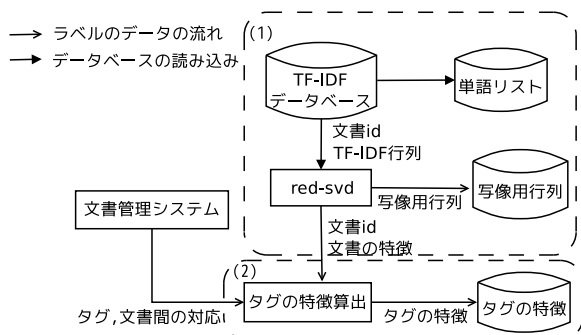 ラベルのデータの流れ
データベースの読み込み
(1)
TF-IDF
データベース
単語リスト
文書id
TF-IDF行列
red-svd
写像用行列
写像用行列
文書管理システム
文書id
文書の特徴
(2)
タグの特徴算出
タグ,文書間の対応
タグの特徴
タグの特徴